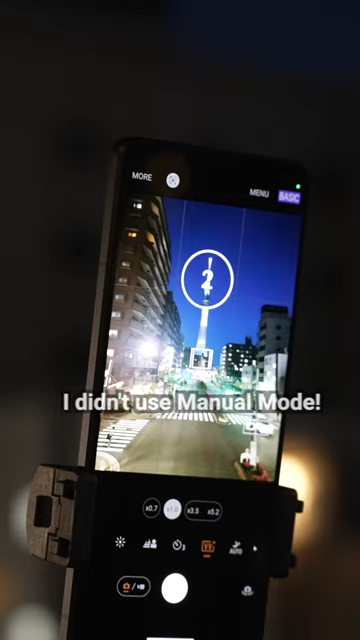 MORE
MENU BASIC
2
I didn't use Manual Mode!
x0.7 x1.0 x3.5 x5.2
3
AUTO